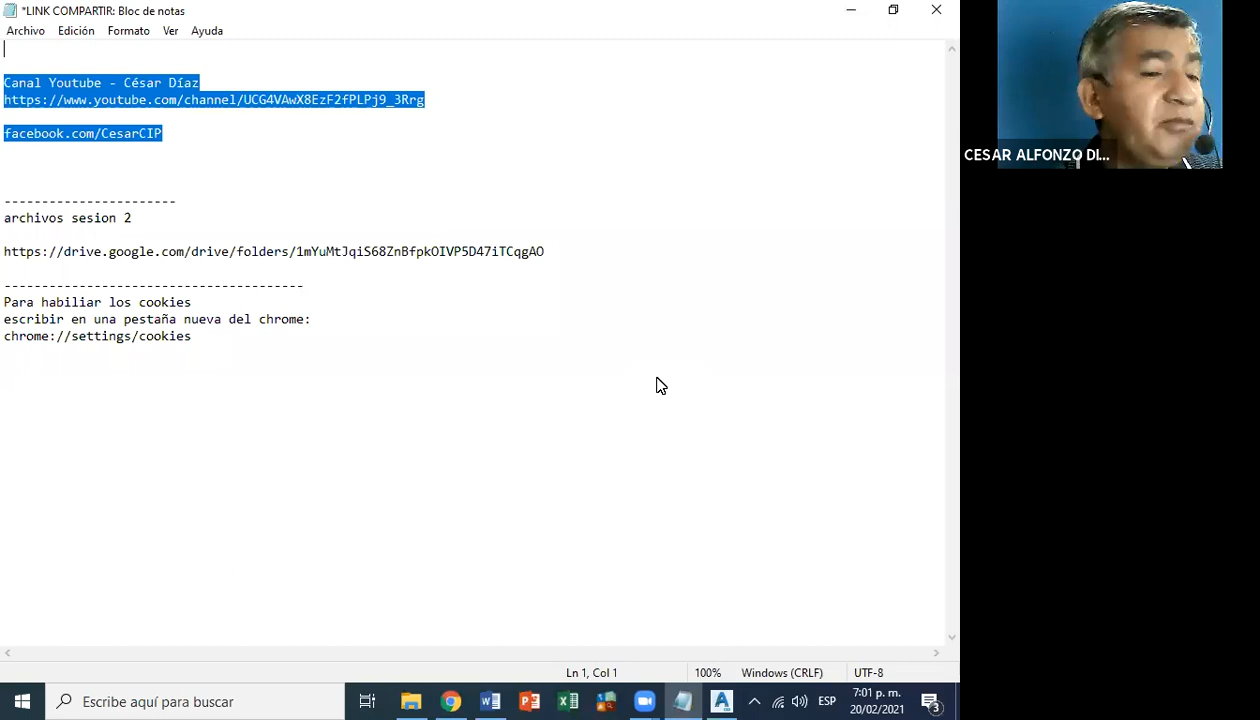 *LINK COMPARTIR: Bloc de notas
Archivo Edición Formato Ver Ayuda
Canal Youtube - César Díaz
https://www.youtube.com/channel/UCG4VAwX8EzF2fPLPj9_3Rrg
facebook.com/CesarCIP
-----------------------
archivos sesion 2
https://drive.google.com/drive/folders/1mYuMtJqiS68ZnBfpkOIVP5D47iTCqgAO
----------------------------------------
Para habiliar los cookies
escribir en una pestaña nueva del chrome:
chrome://settings/cookies
CESAR ALFONZO DI...
Ln 1, Col 1 100% Windows (CRLF) UTF-8
Escribe aquí para buscar
ESP
7:01 p. m.
20/02/2021
3